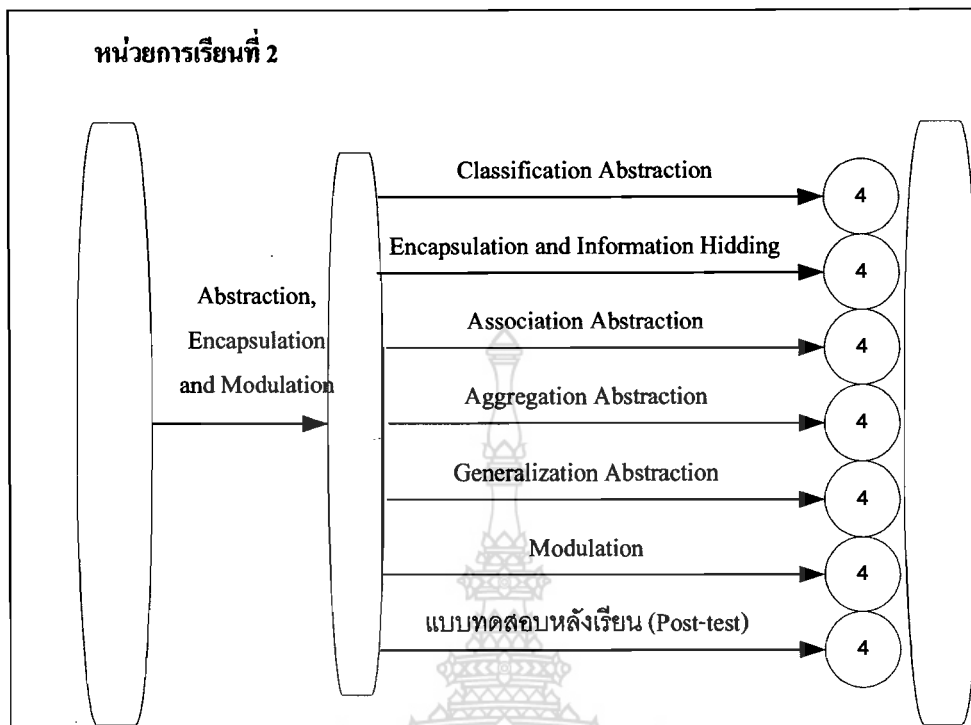 หน่วยการเรียนที่ 2
Classification Abstraction
4
Encapsulation and Information Hidding
4
Abstraction,
Encapsulation
and Modulation
Association Abstraction
4
Aggregation Abstraction
4
Generalization Abstraction
4
Modulation
4
แบบทดสอบหลังเรียน (Post-test)
4